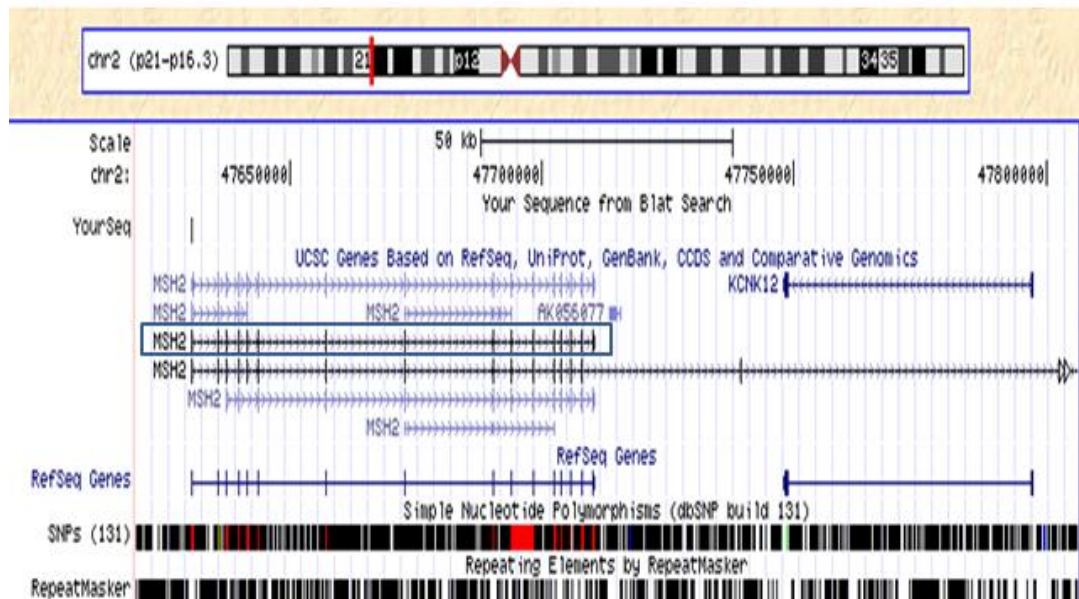 chr2 (p21-p16.3) 21 p12 34 35
Scale 50 kb
chr2: 47650000 47700000 47750000 47800000
Your Sequence from Blat Search
YourSeq
UCSC Genes Based on RefSeq, UniProt, GenBank, CCDS and Comparative Genomics
MSH2 KCNK12
MSH2 MSH2 AK056077
MSH2
MSH2
MSH2
MSH2
RefSeq Genes
RefSeq Genes
Simple Nucleotide Polymorphisms (dbSNP build 131)
SNPs (131)
Repeating Elements by RepeatMasker
RepeatMasker